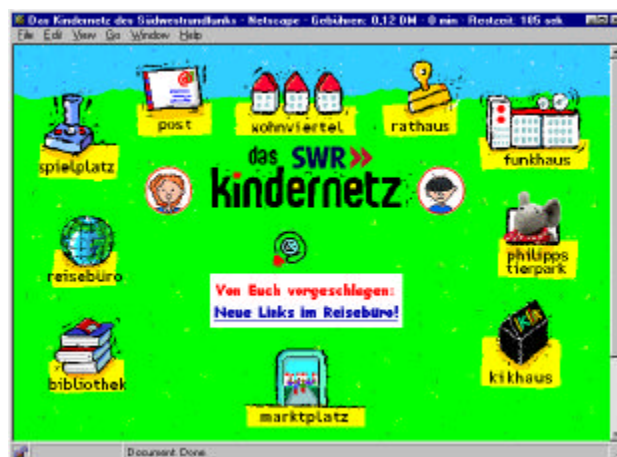 Das Kindernetz des Südwestrundfunks - Netscape - Gebühren: 0,12 DM - 0 min - Restzeit: 185 sek
File Edit View Go Window Help
post
wohnviertel
rathaus
spielplatz
funkhaus
das SWR»
kindernetz
reisebüro
philipps
tierpark
Von Euch vorgeschlagen:
Neue Links im Reisebüro!
bibliothek
kikhaus
marktplatz
Document: Done